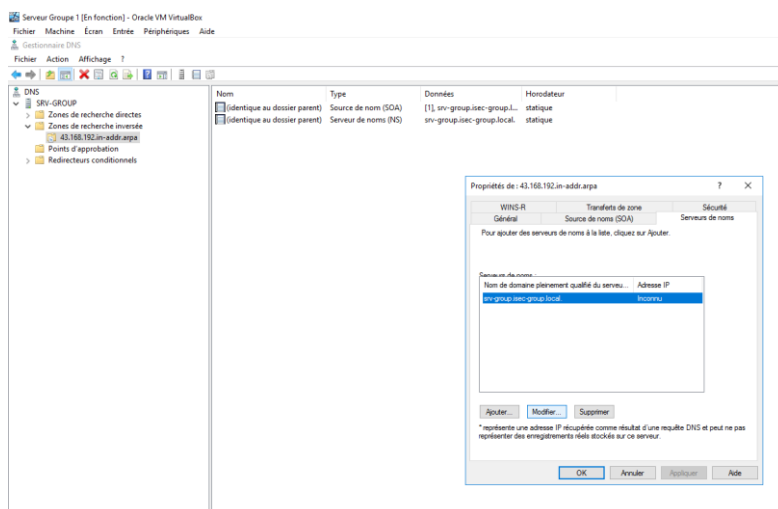 Serveur Groupe 1 [En fonction] - Oracle VM VirtualBox
Fichier Machine Écran Entrée Périphériques Aide
Gestionnaire DNS
Fichier Action Affichage ?
DNS
SRV-GROUP
Zones de recherche directes
Zones de recherche inversée
43.168.192.in-addr.arpa
Points d'approbation
Redirecteurs conditionnels
Nom Type Données Horodateur
(identique au dossier parent) Source de nom (SOA) [1], srv-group.isec-group.l... statique
(identique au dossier parent) Serveur de noms (NS) srv-group.isec-group.local. statique
Propriétés de : 43.168.192.in-addr.arpa ? X
WINS-R Transferts de zone Sécurité
Général Source de noms (SOA) Serveurs de noms
Pour ajouter des serveurs de noms à la liste, cliquez sur Ajouter.
Serveurs de noms :
Nom de domaine pleinement qualifié du serveu... Adresse IP
srv-group.isec-group.local. Inconnu
Ajouter... Modifier... Supprimer
* représente une adresse IP récupérée comme résultat d'une requête DNS et peut ne pas
représenter des enregistrements réels stockés sur ce serveur.
OK Annuler Appliquer Aide